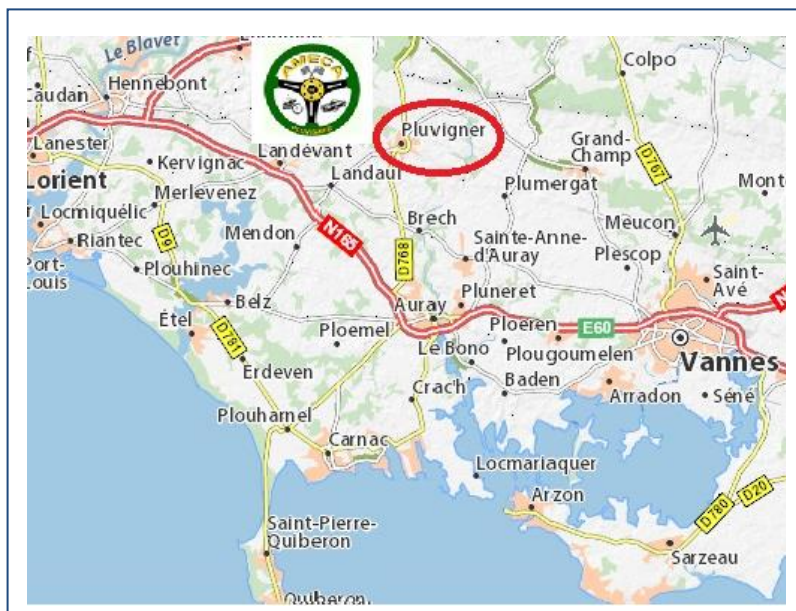 Le Blavet
Colpo
Caudan
Hennebont
AMECA
Pluvigner
Lanester
Kervignac
Landévant
Landaul
Grand-
Champ
D767
Lorient
Merlevenez
Plumergat
Locmiquélic
N165
Brech
Meucon
Riantec
D9
Mendon
D768
Sainte-Anne-
d'Auray
Plescop
Port-
Louis
Plouhinec
Saint-
Avé
Belz
Auray
Pluneret
Étel
Ploemel
Ploeren
E60
D781
Le Bono
Plougoumelen
Vannes
Erdeven
Crac'h
Baden
Arradon
Séné
Plouharnel
Carnac
Locmariaquer
Arzon
D780
D20
Saint-Pierre-
Quiberon
Sarzeau
Quiberon